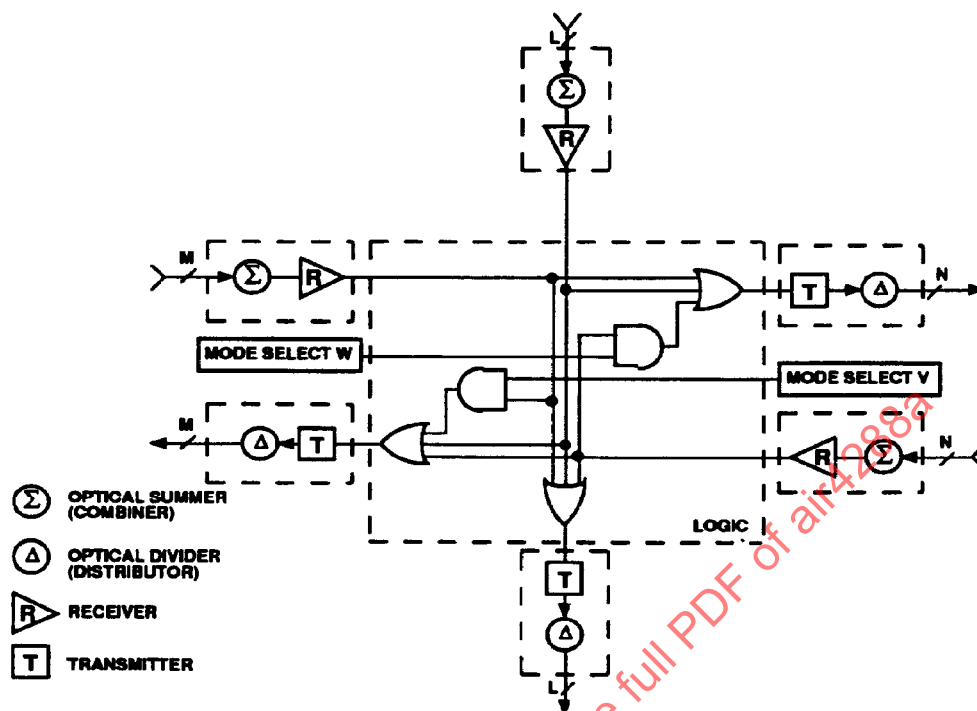 L
Σ
R
M
Σ
R
T
Δ
N
MODE SELECT W
MODE SELECT V
M
Δ
T
R
Σ
N
LOGIC
Σ OPTICAL SUMMER
(COMBINER)
Δ OPTICAL DIVIDER
(DISTRIBUTOR)
R RECEIVER
T TRANSMITTER
T
Δ
L
full PDF of air4288a